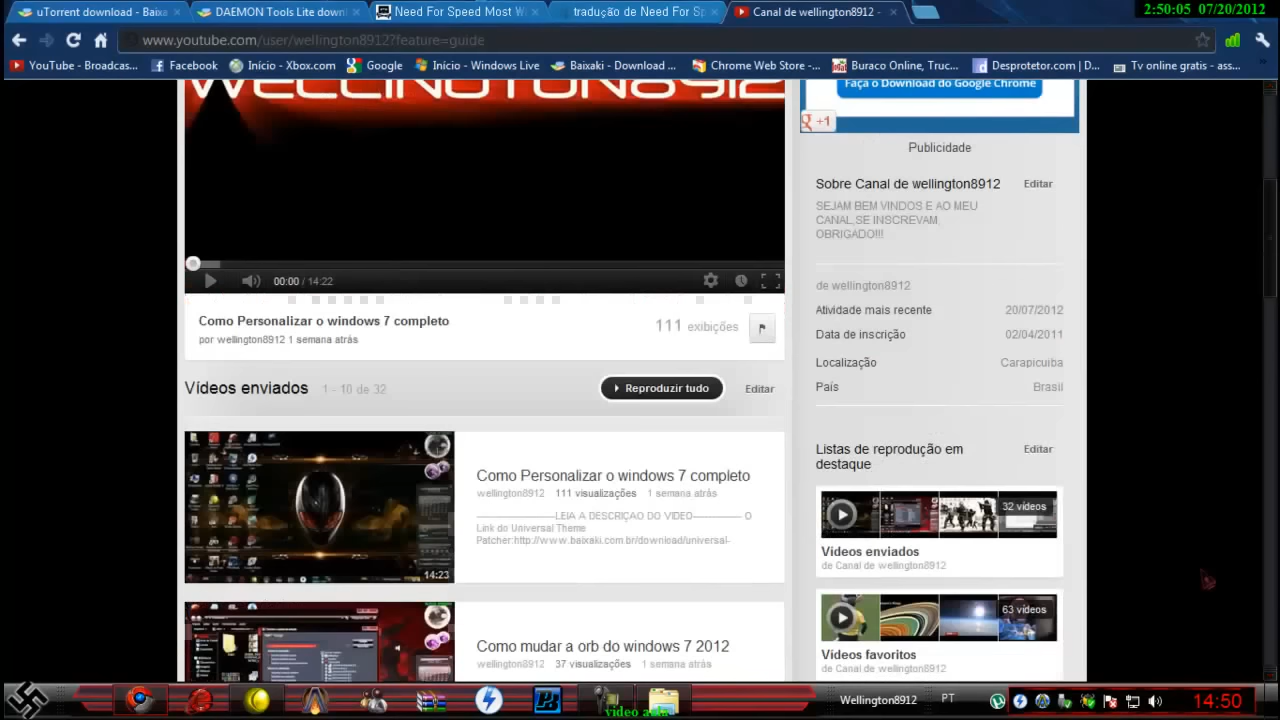 uTorrent download - Baixa
DAEMON Tools Lite downl
Need For Speed Most W
tradução de Need For Sp
Canal de wellington8912 -
2:50:05 07/20/2012
www.youtube.com/user/wellington8912?feature=guide
YouTube - Broadcas...
Facebook
Início - Xbox.com
Google
Início - Windows Live
Baixaki - Download ...
Chrome Web Store -...
Buraco Online, Truc...
Desprotetor.com | D...
Tv online gratis - ass...
WELLINGTON8912
Faça o Download do Google Chrome
+1
Publicidade
Sobre Canal de wellington8912
Editar
SEJAM BEM VINDOS E AO MEU
CANAL,SE INSCREVAM,
OBRIGADO!!!
00:00 / 14:22
de wellington8912
Como Personalizar o windows 7 completo
por wellington8912 1 semana atrás
111 exibições
Atividade mais recente
20/07/2012
Data de inscrição
02/04/2011
Localização
Carapicuiba
País
Brasil
Vídeos enviados
1 - 10 de 32
Reproduzir tudo
Editar
Como Personalizar o windows 7 completo
wellington8912 111 visualizações 1 semana atrás
LEIA A DESCRIÇAO DO VIDEO O
Link do Universal Theme
Patcher:http://www.baixaki.com.br/download/universal-
14:23
Como mudar a orb do windows 7 2012
wellington8912 37 visualizações 1 semana atrás
Listas de reprodução em
destaque
Editar
32 vídeos
Vídeos enviados
de Canal de wellington8912
63 vídeos
Vídeos favoritos
de Canal de wellington8912
Wellington8912
PT
14:50